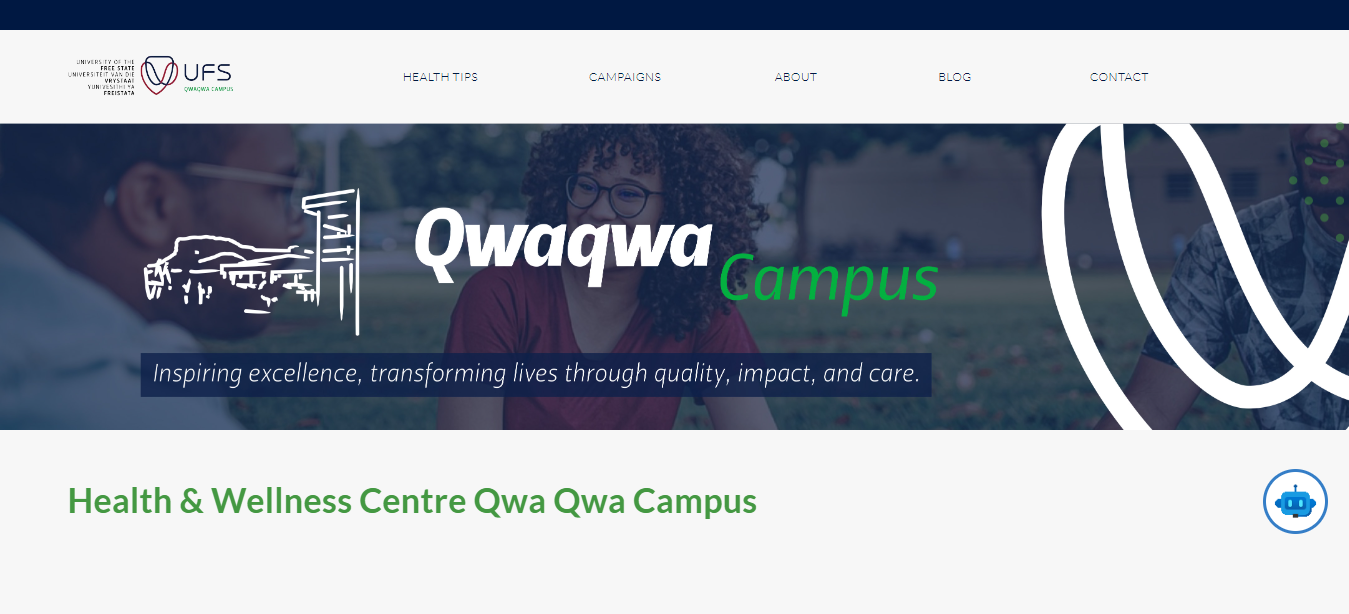 UNIVERSITY OF THE
FREE STATE
UNIVERSITEIT VAN DIE
VRYSTAAT
YUNIVESITHI YA
FREISTATA
UFS
QWAQWA CAMPUS
HEALTH TIPS
CAMPAIGNS
ABOUT
BLOG
CONTACT
Qwaqwa
Campus
Inspiring excellence, transforming lives through quality, impact, and care.
Health & Wellness Centre Qwa Qwa Campus